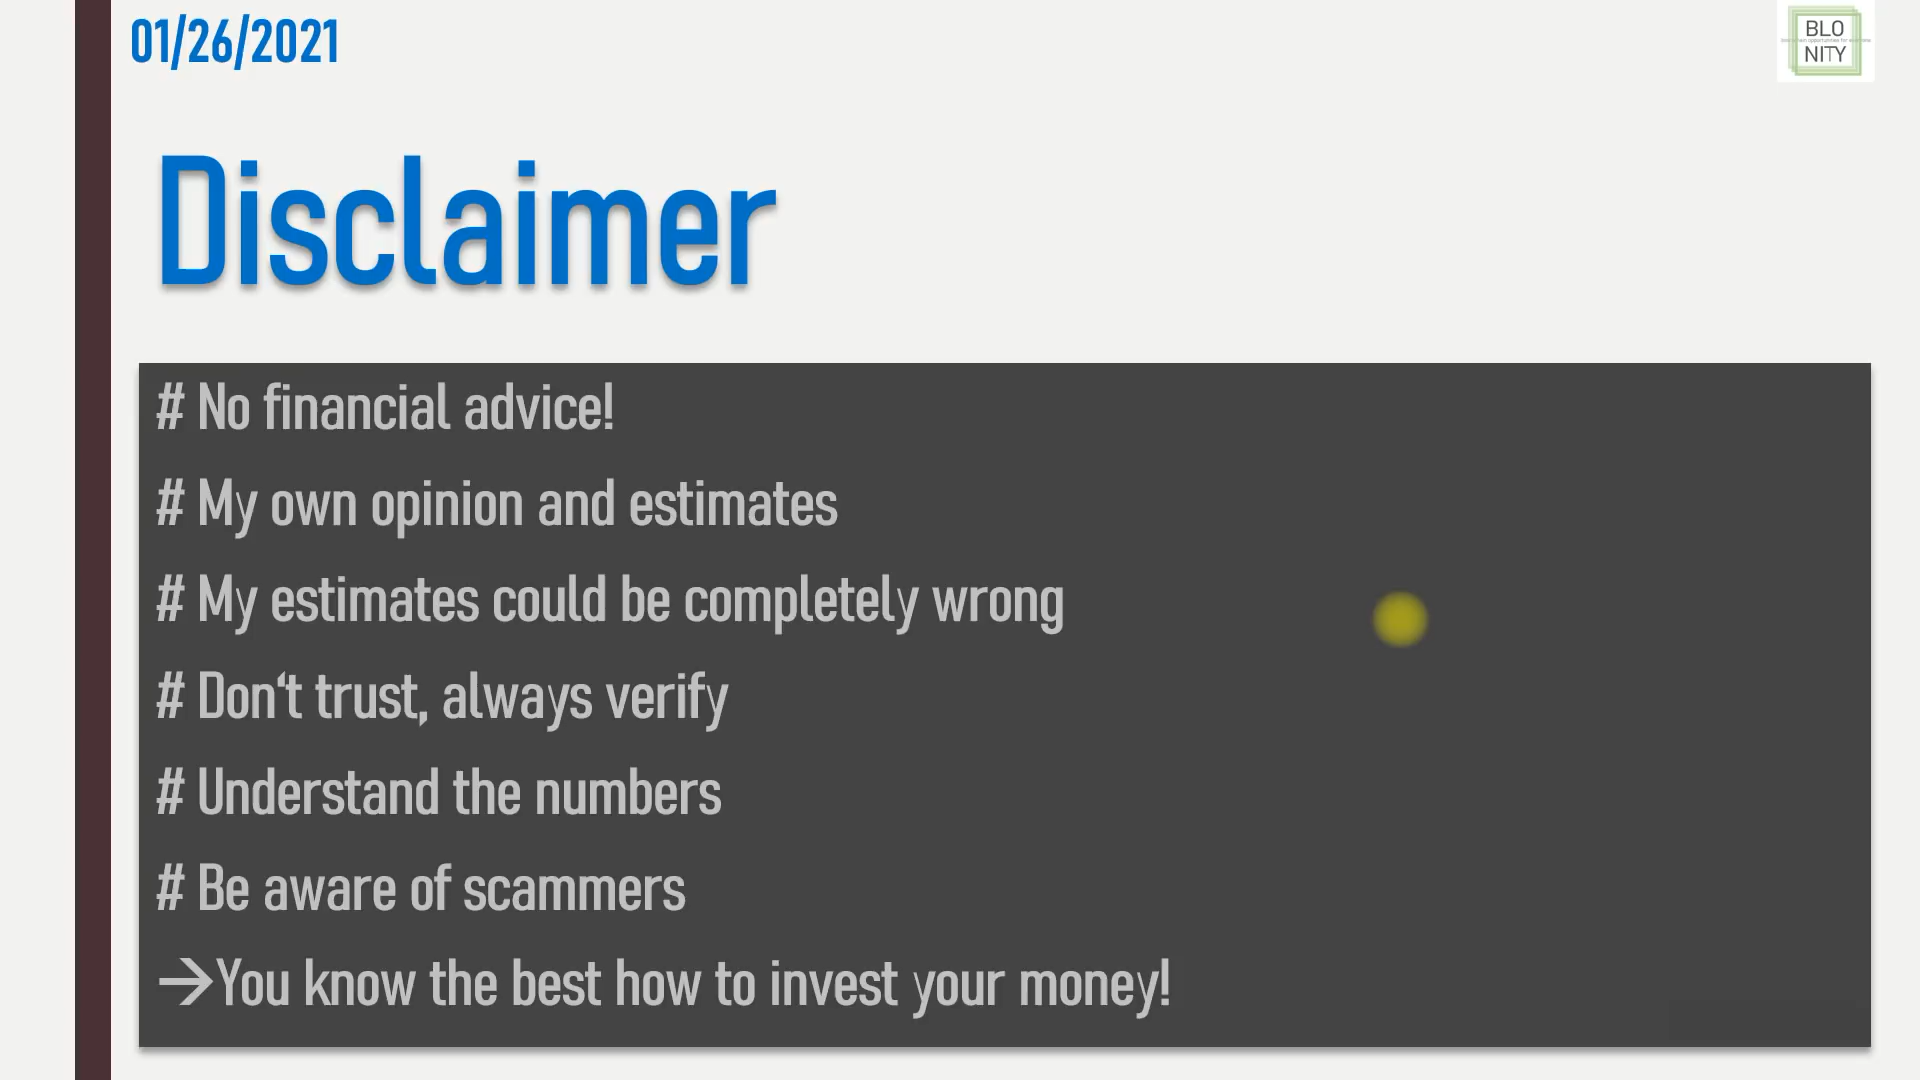 01/26/2021
BLO
NITY
Disclaimer
# No financial advice!
# My own opinion and estimates
# My estimates could be completely wrong
# Don‘t trust, always verify
# Understand the numbers
# Be aware of scammers
→You know the best how to invest your money!